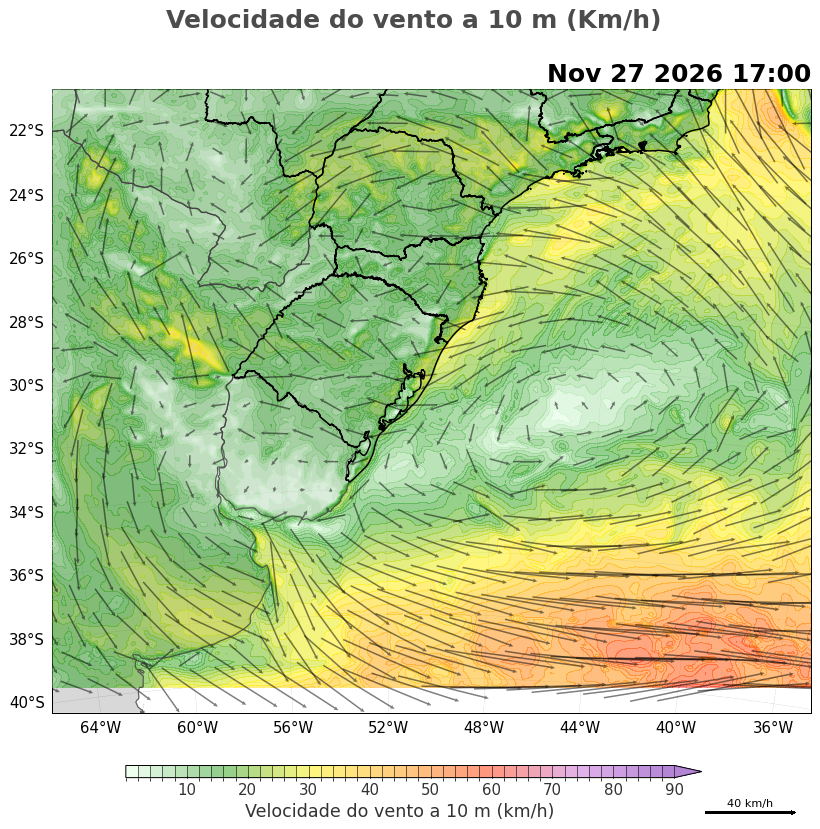 Velocidade do vento a 10 m (Km/h)
Nov 27 2026 17:00
22°S
24°S
26°S
28°S
30°S
32°S
34°S
36°S
38°S
40°S
64°W 60°W 56°W 52°W 48°W 44°W 40°W 36°W
10 20 30 40 50 60 70 80 90
Velocidade do vento a 10 m (km/h)
40 km/h